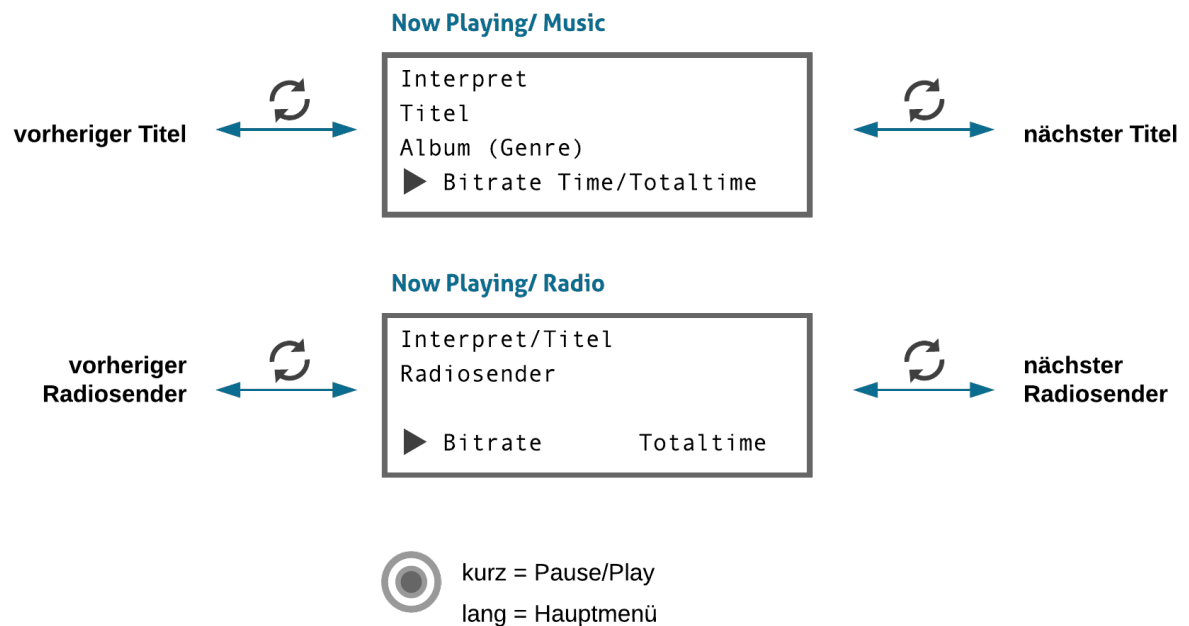 Now Playing/ Music
Interpret
Titel
Album (Genre)
Bitrate Time/Totaltime
vorheriger Titel
nächster Titel
Now Playing/ Radio
Interpret/Titel
Radiosender
Bitrate Totaltime
vorheriger
Radiosender
nächster
Radiosender
kurz = Pause/Play
lang = Hauptmenü